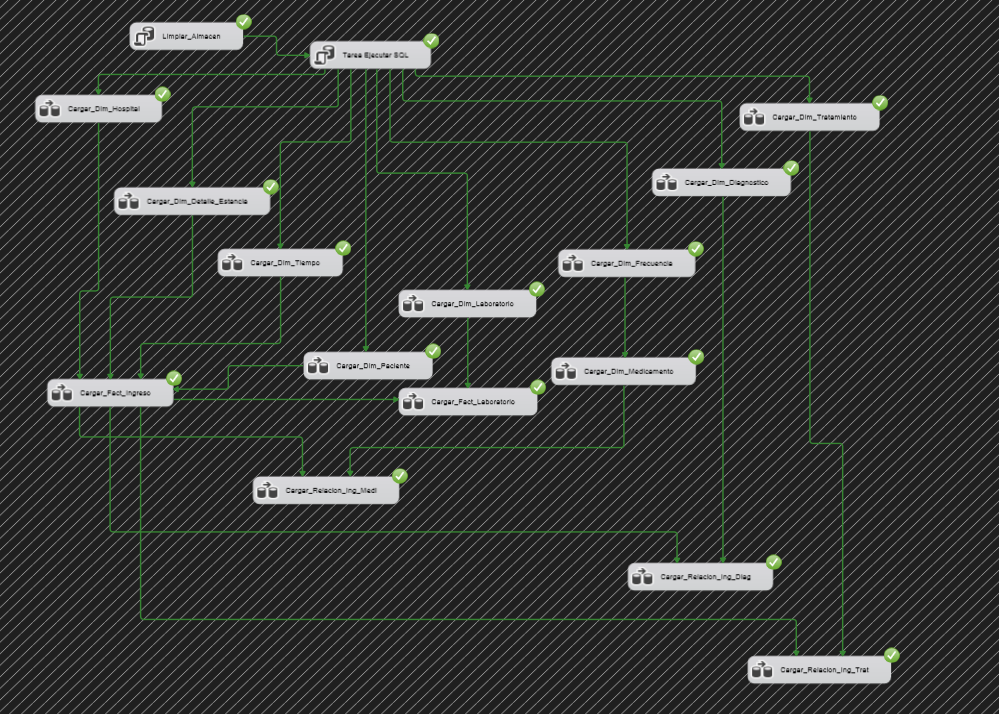 Limpiar_Almacen
Tarea Ejecutar SQL
Cargar_Dim_Hospital
Cargar_Dim_Tratamiento
Cargar_Dim_Diagnostico
Cargar_Dim_Detalle_Estancia
Cargar_Dim_Tiempo
Cargar_Dim_Frecuencia
Cargar_Dim_Laboratorio
Cargar_Dim_Paciente
Cargar_Dim_Medicamento
Cargar_Fact_Ingreso
Cargar_Fact_Laboratorio
Cargar_Relacion_Ing_Medi
Cargar_Relacion_Ing_Diag
Cargar_Relacion_Ing_Trat